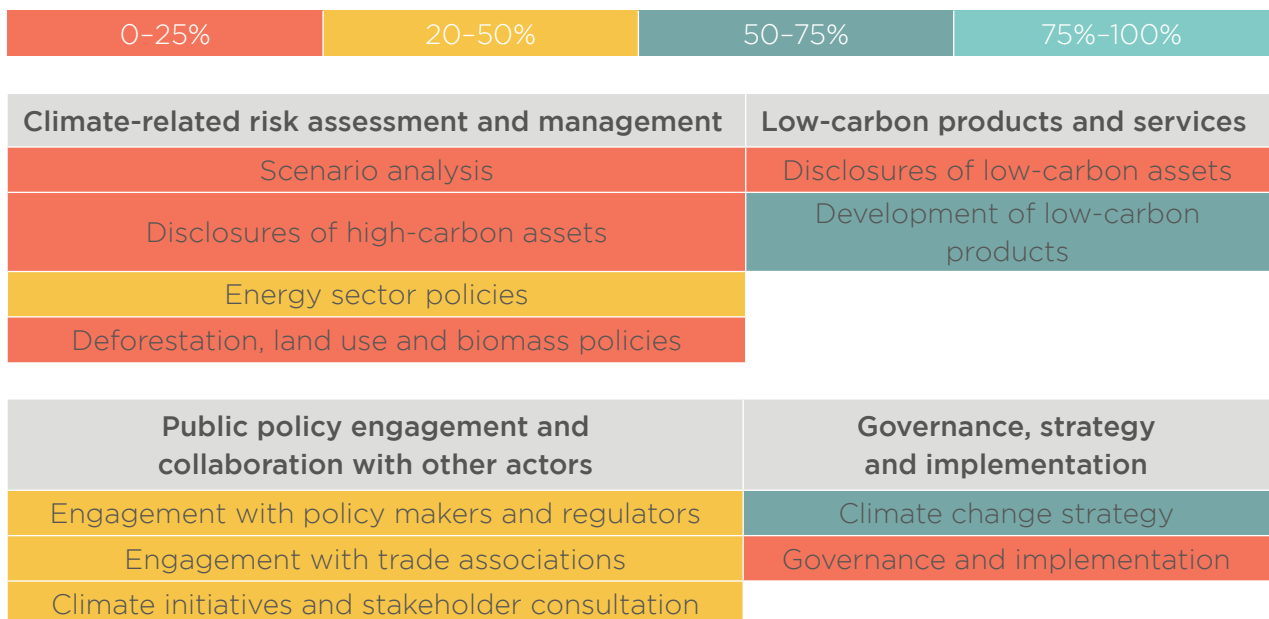 0–25%
20–50%
50–75%
75%–100%
Climate-related risk assessment and management
Low-carbon products and services
Scenario analysis
Disclosures of low-carbon assets
Disclosures of high-carbon assets
Development of low-carbon
products
Energy sector policies
Deforestation, land use and biomass policies
Public policy engagement and
collaboration with other actors
Governance, strategy
and implementation
Engagement with policy makers and regulators
Climate change strategy
Engagement with trade associations
Governance and implementation
Climate initiatives and stakeholder consultation